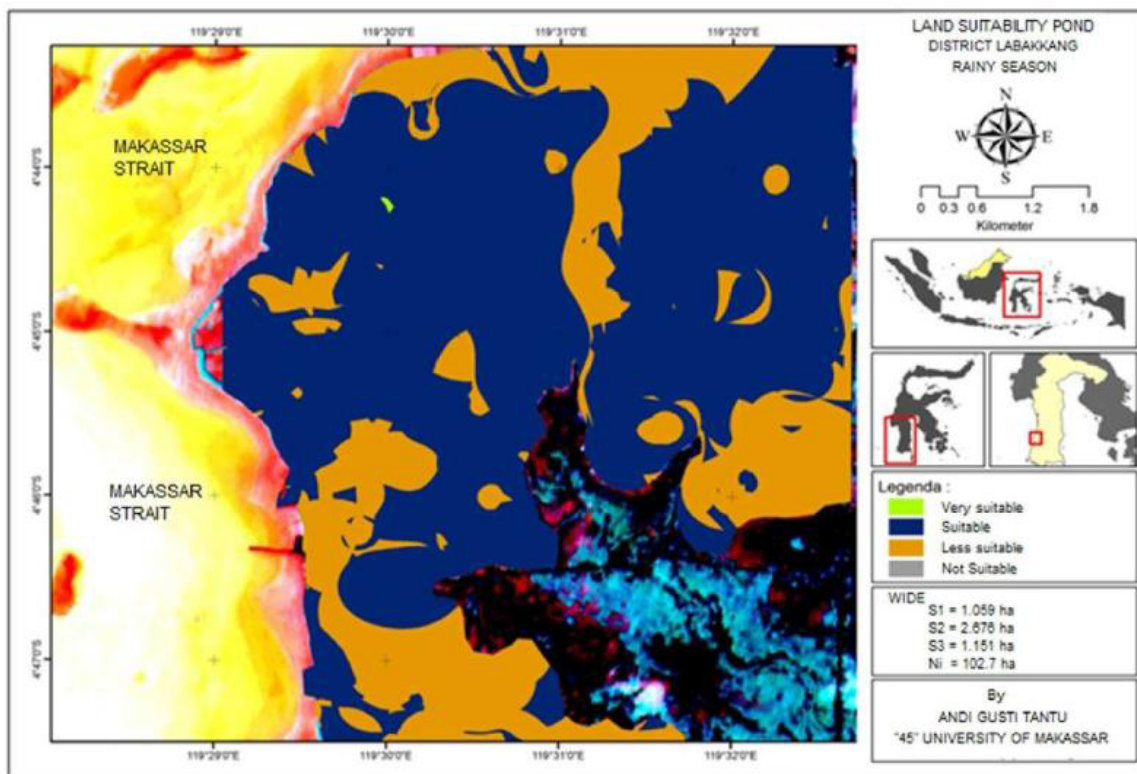 LAND SUITABILITY POND
DISTRICT LABAKKANG
RAINY SEASON
N
W E
S
0 0.3 0.6 1.2 1.8
Kilometer
119°29'0"E 119°30'0"E 119°31'0"E 119°32'0"E
4°44'0"S
4°45'0"S
4°46'0"S
4°47'0"S
MAKASSAR
STRAIT
MAKASSAR
STRAIT
119°29'0"E 119°30'0"E 119°31'0"E 119°32'0"E
Legenda :
Very suitable
Suitable
Less suitable
Not Suitable
WIDE
S1 = 1.059 ha
S2 = 2.676 ha
S3 = 1.151 ha
Ni = 102.7 ha
By
ANDI GUSTI TANTU
"45" UNIVERSITY OF MAKASSAR